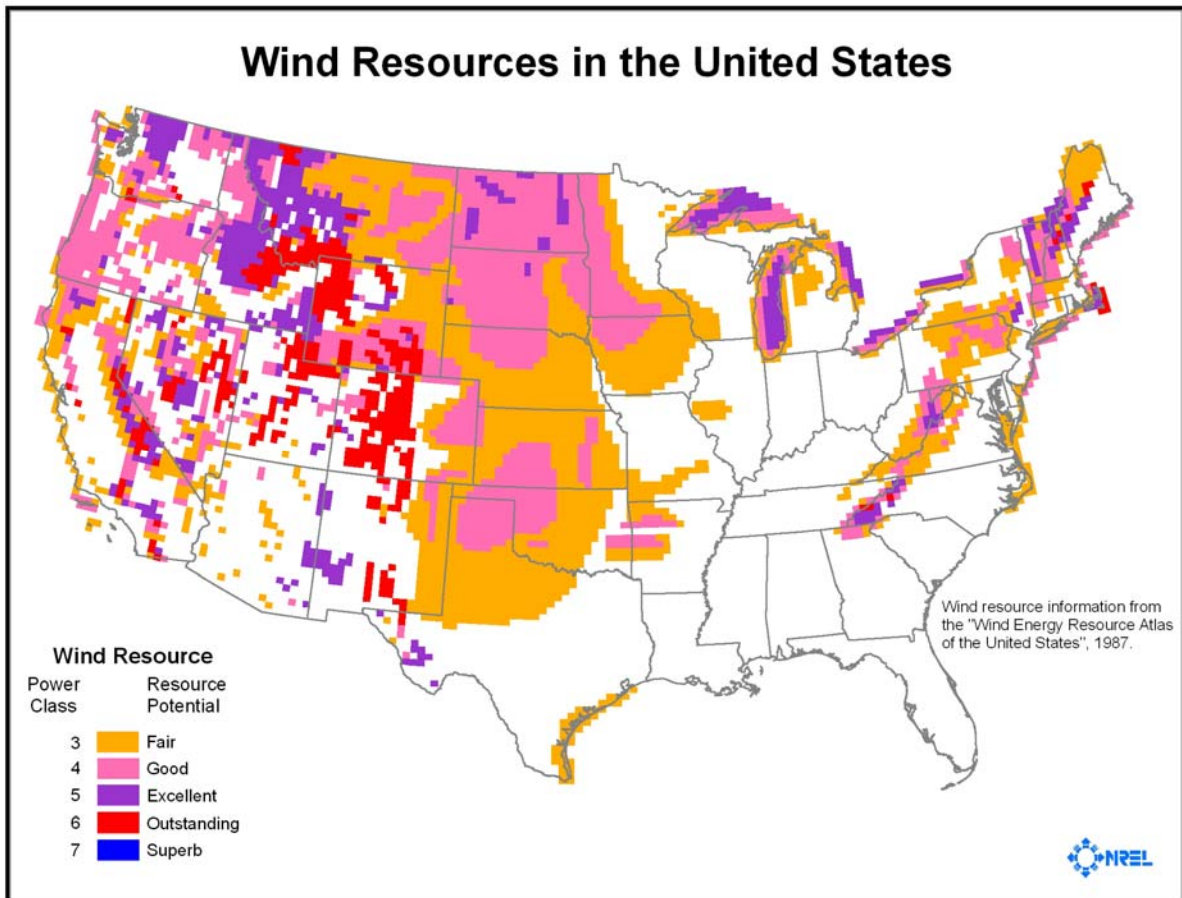 Wind Resources in the United States
Wind resource information from
the "Wind Energy Resource Atlas
of the United States", 1987.
Wind Resource
Power Resource
Class Potential
3 Fair
4 Good
5 Excellent
6 Outstanding
7 Superb
NREL